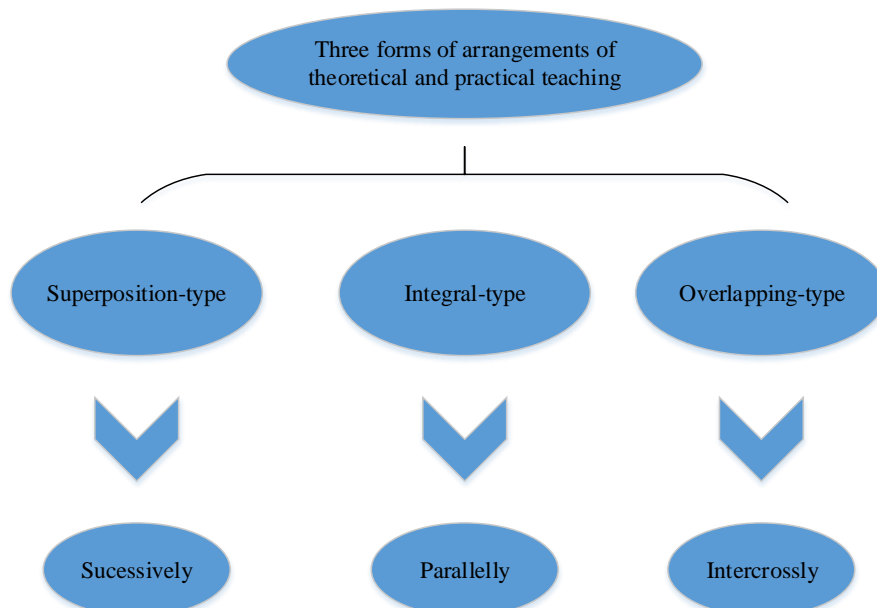 Three forms of arrangements of
theoretical and practical teaching
Superposition-type
Integral-type
Overlapping-type
Sucessively
Parallelly
Intercrossly